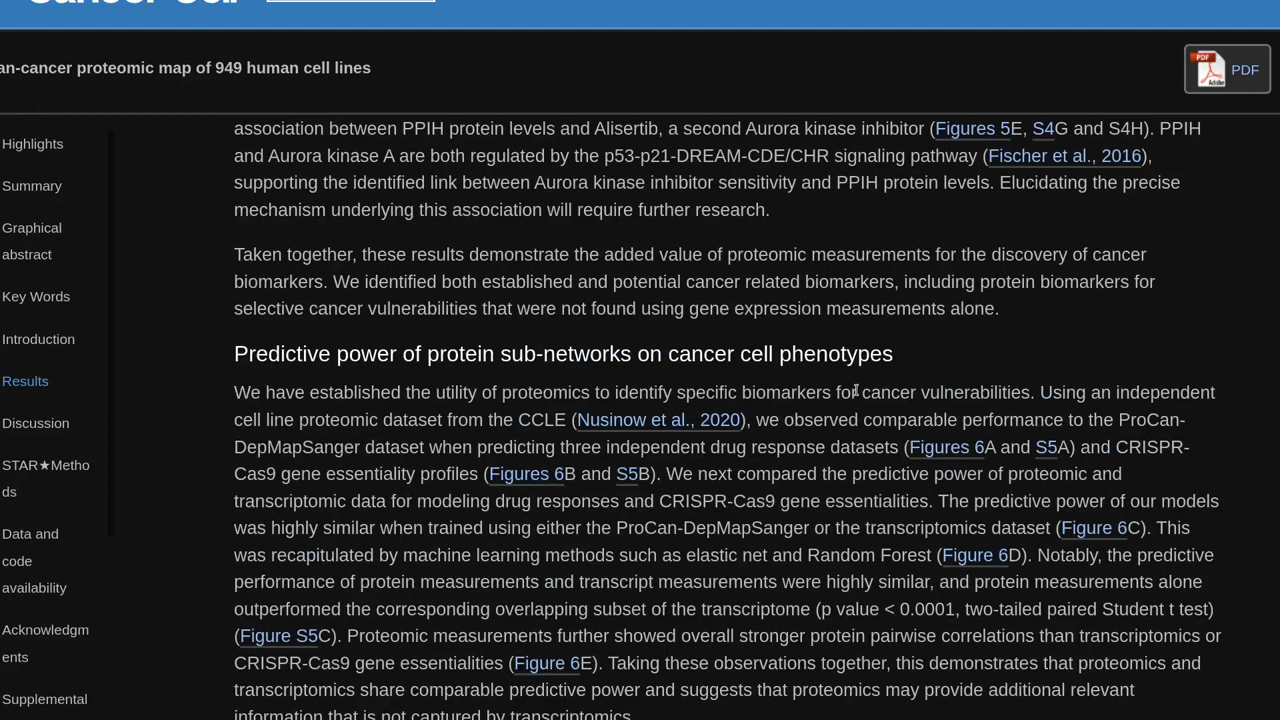 an-cancer proteomic map of 949 human cell lines
PDF
Highlights
Summary
Graphical
abstract
Key Words
Introduction
Results
Discussion
STAR★Metho
ds
Data and
code
availability
Acknowledgm
ents
Supplemental
association between PPIH protein levels and Alisertib, a second Aurora kinase inhibitor (Figures 5E, S4G and S4H). PPIH
and Aurora kinase A are both regulated by the p53-p21-DREAM-CDE/CHR signaling pathway (Fischer et al., 2016),
supporting the identified link between Aurora kinase inhibitor sensitivity and PPIH protein levels. Elucidating the precise
mechanism underlying this association will require further research.
Taken together, these results demonstrate the added value of proteomic measurements for the discovery of cancer
biomarkers. We identified both established and potential cancer related biomarkers, including protein biomarkers for
selective cancer vulnerabilities that were not found using gene expression measurements alone.
Predictive power of protein sub-networks on cancer cell phenotypes
We have established the utility of proteomics to identify specific biomarkers for cancer vulnerabilities. Using an independent
cell line proteomic dataset from the CCLE (Nusinow et al., 2020), we observed comparable performance to the ProCan-
DepMapSanger dataset when predicting three independent drug response datasets (Figures 6A and S5A) and CRISPR-
Cas9 gene essentiality profiles (Figures 6B and S5B). We next compared the predictive power of proteomic and
transcriptomic data for modeling drug responses and CRISPR-Cas9 gene essentialities. The predictive power of our models
was highly similar when trained using either the ProCan-DepMapSanger or the transcriptomics dataset (Figure 6C). This
was recapitulated by machine learning methods such as elastic net and Random Forest (Figure 6D). Notably, the predictive
performance of protein measurements and transcript measurements were highly similar, and protein measurements alone
outperformed the corresponding overlapping subset of the transcriptome (p value < 0.0001, two-tailed paired Student t test)
(Figure S5C). Proteomic measurements further showed overall stronger protein pairwise correlations than transcriptomics or
CRISPR-Cas9 gene essentialities (Figure 6E). Taking these observations together, this demonstrates that proteomics and
transcriptomics share comparable predictive power and suggests that proteomics may provide additional relevant
information that is not captured by transcriptomics.